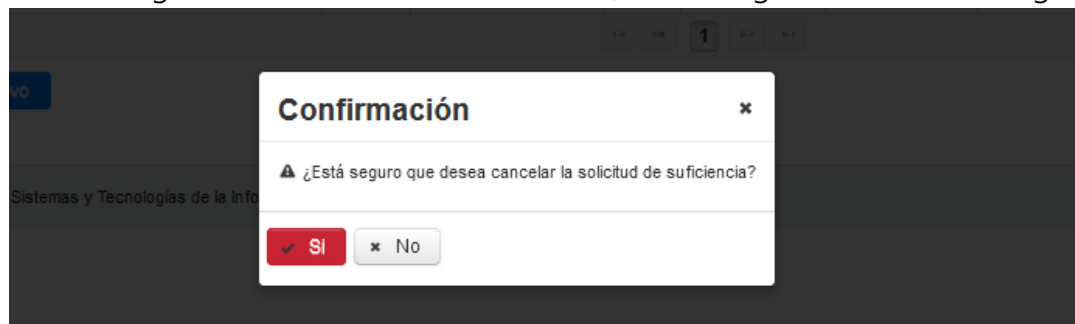 1
vo
Confirmación
¿Está seguro que desea cancelar la solicitud de suficiencia?
Sistemas y Tecnologías de la Info
Si
No